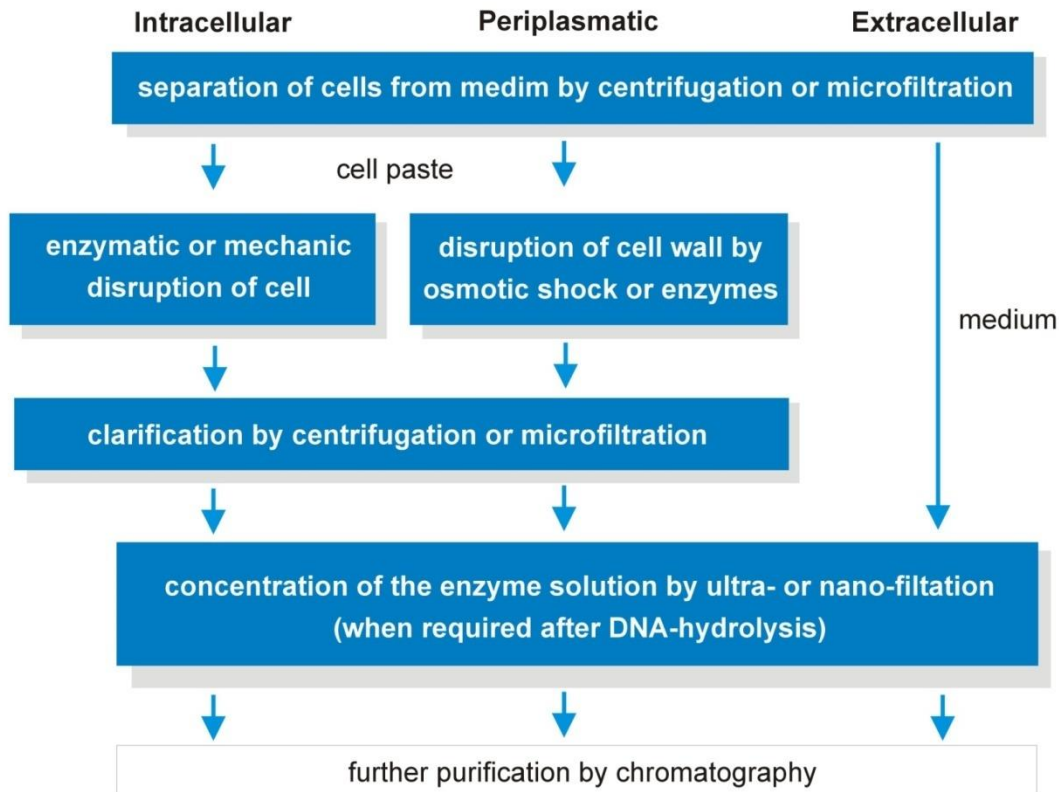 Intracellular
Periplasmatic
Extracellular
separation of cells from medim by centrifugation or microfiltration
cell paste
enzymatic or mechanic
disruption of cell
disruption of cell wall by
osmotic shock or enzymes
medium
clarification by centrifugation or microfiltration
concentration of the enzyme solution by ultra- or nano-filtation
(when required after DNA-hydrolysis)
further purification by chromatography